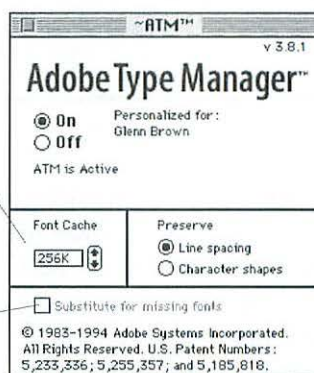 ~ATM™
v 3.8.1
Adobe Type Manager™
On
Off
Personalized for:
Glenn Brown
ATM is Active
Font Cache
256K
Preserve
Line spacing
Character shapes
Substitute for missing fonts
© 1983-1994 Adobe Systems Incorporated.
All Rights Reserved. U.S. Patent Numbers:
5,233,336; 5,255,357; and 5,185,818.